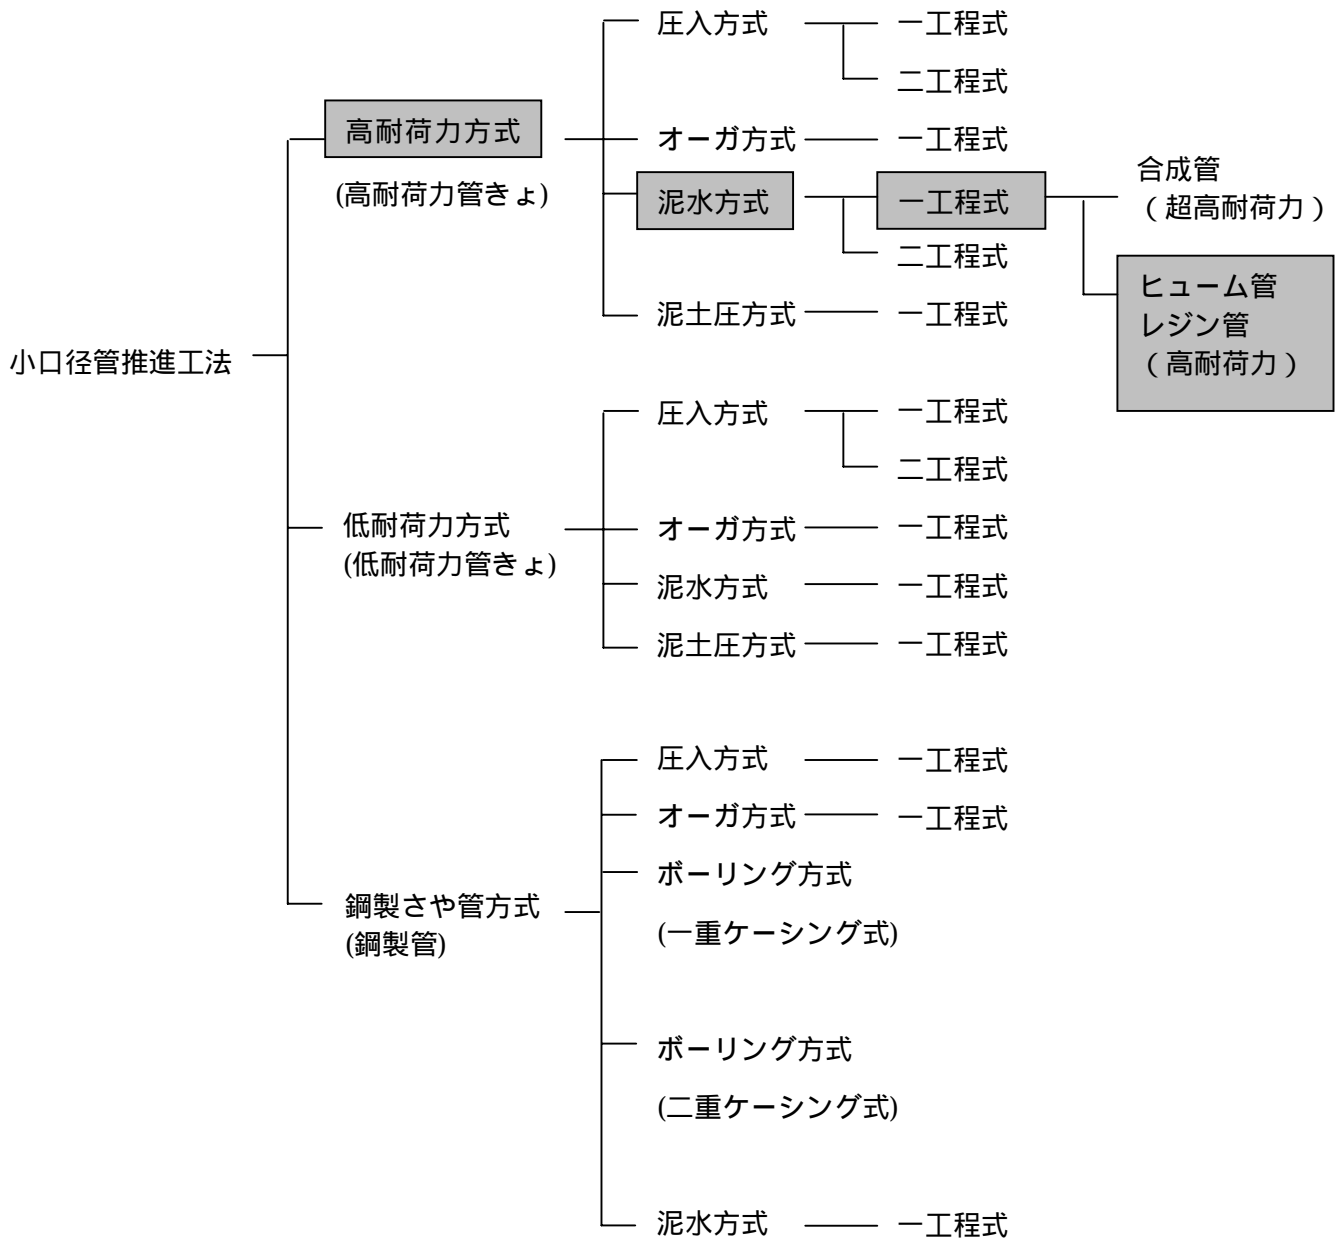 小口径管推進工法
高耐荷力方式
(高耐荷力管きょ)
圧入方式
一工程式
二工程式
オーガ方式
一工程式
泥水方式
一工程式
合成管
(超高耐荷力)
ヒューム管
レジン管
(高耐荷力)
二工程式
泥土圧方式
一工程式
低耐荷力方式
(低耐荷力管きょ)
圧入方式
一工程式
二工程式
オーガ方式
一工程式
泥水方式
一工程式
泥土圧方式
一工程式
鋼製さや管方式
(鋼製管)
圧入方式
一工程式
オーガ方式
一工程式
ボーリング方式
(一重ケーシング式)
ボーリング方式
(二重ケーシング式)
泥水方式
一工程式